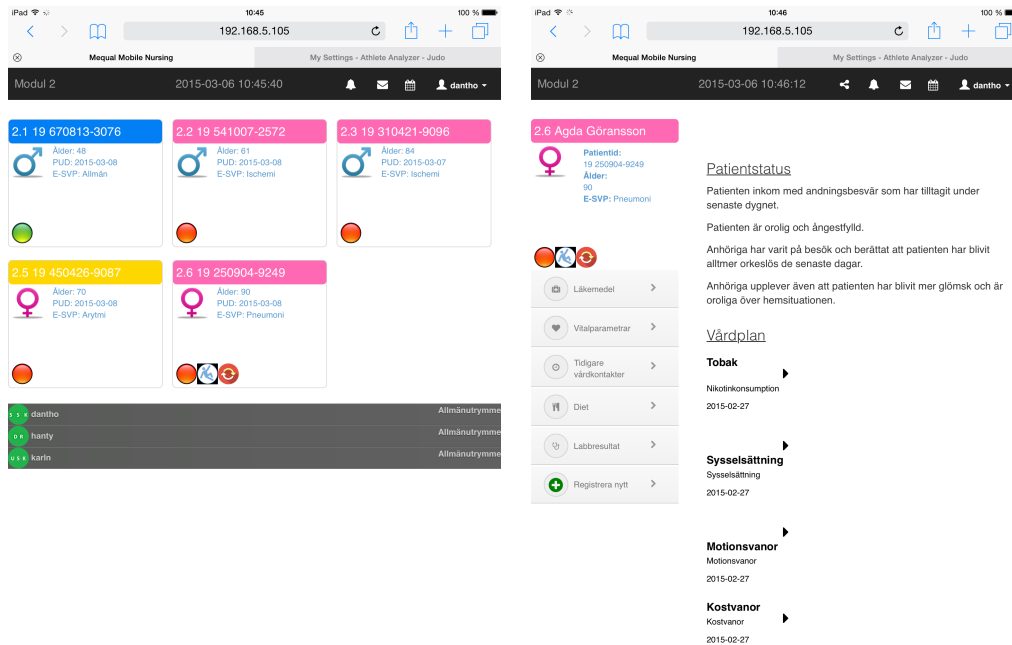 iPad 10:45 100 %
192.168.5.105
Mequal Mobile Nursing My Settings - Athlete Analyzer - Judo
Modul 2 2015-03-06 10:45:40 dantho
2.1 19 670813-3076
Ålder: 48
PUD: 2015-03-08
E-SVP: Allmän
2.2 19 541007-2572
Ålder: 61
PUD: 2015-03-08
E-SVP: Ischemi
2.3 19 310421-9096
Ålder: 84
PUD: 2015-03-07
E-SVP: Ischemi
2.5 19 450426-9087
Ålder: 70
PUD: 2015-03-08
E-SVP: Arytmi
2.6 19 250904-9249
Ålder: 90
PUD: 2015-03-08
E-SVP: Pneumoni
SSK dantho Allmänutrymme
DR hanty Allmänutrymme
USK karin Allmänutrymme
iPad 10:46 100 %
192.168.5.105
Mequal Mobile Nursing My Settings - Athlete Analyzer - Judo
Modul 2 2015-03-06 10:46:12 dantho
2.6 Agda Göransson
Patientid:
19 250904-9249
Ålder:
90
E-SVP: Pneumoni
Läkemedel
Vitalparametrar
Tidigare
vårdkontakter
Diet
Labbresultat
Registrera nytt
Patientstatus
Patienten inkom med andningsbesvär som har tilltagit under
senaste dygnet.
Patienten är orolig och ångestfylld.
Anhöriga har varit på besök och berättat att patienten har blivit
alltmer orkeslös de senaste dagar.
Anhöriga upplever även att patienten har blivit mer glömsk och är
oroliga över hemsituationen.
Vårdplan
Tobak
Nikotinkonsumption
2015-02-27
Sysselsättning
Sysselsättning
2015-02-27
Motionsvanor
Motionsvanor
2015-02-27
Kostvanor
Kostvanor
2015-02-27